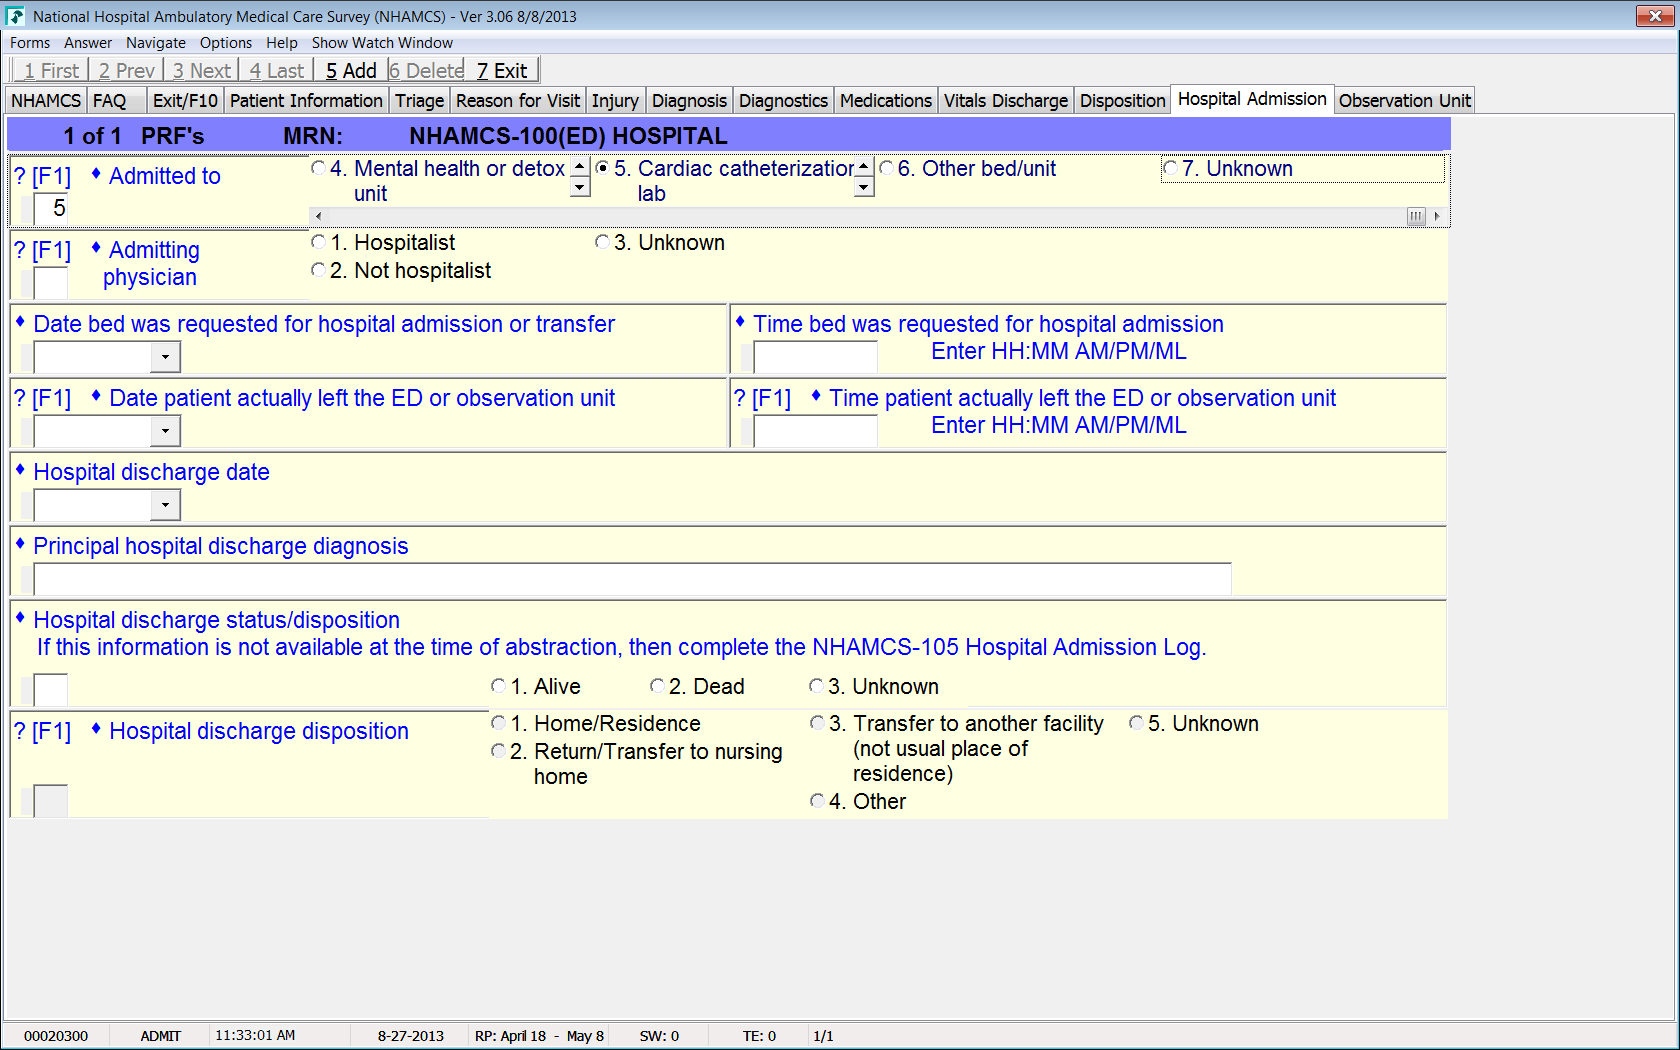 National Hospital Ambulatory Medical Care Survey (NHAMCS) - Ver 3.06 8/8/2013
Forms Answer Navigate Options Help Show Watch Window
1 First 2 Prev 3 Next 4 Last 5 Add 6 Delete 7 Exit
NHAMCS FAQ Exit/F10 Patient Information Triage Reason for Visit Injury Diagnosis Diagnostics Medications Vitals Discharge Disposition Hospital Admission Observation Unit
1 of 1 PRF's MRN: NHAMCS-100(ED) HOSPITAL
? [F1] ♦ Admitted to
5
4. Mental health or detox
unit
5. Cardiac catheterization
lab
6. Other bed/unit
7. Unknown
? [F1] ♦ Admitting
physician
1. Hospitalist
2. Not hospitalist
3. Unknown
♦ Date bed was requested for hospital admission or transfer
♦ Time bed was requested for hospital admission
Enter HH:MM AM/PM/ML
? [F1] ♦ Date patient actually left the ED or observation unit
? [F1] ♦ Time patient actually left the ED or observation unit
Enter HH:MM AM/PM/ML
♦ Hospital discharge date
♦ Principal hospital discharge diagnosis
♦ Hospital discharge status/disposition
If this information is not available at the time of abstraction, then complete the NHAMCS-105 Hospital Admission Log.
1. Alive 2. Dead 3. Unknown
? [F1] ♦ Hospital discharge disposition
1. Home/Residence
2. Return/Transfer to nursing
home
3. Transfer to another facility
(not usual place of
residence)
4. Other
5. Unknown
00020300 ADMIT 11:33:01 AM 8-27-2013 RP: April 18 - May 8 SW: 0 TE: 0 1/1